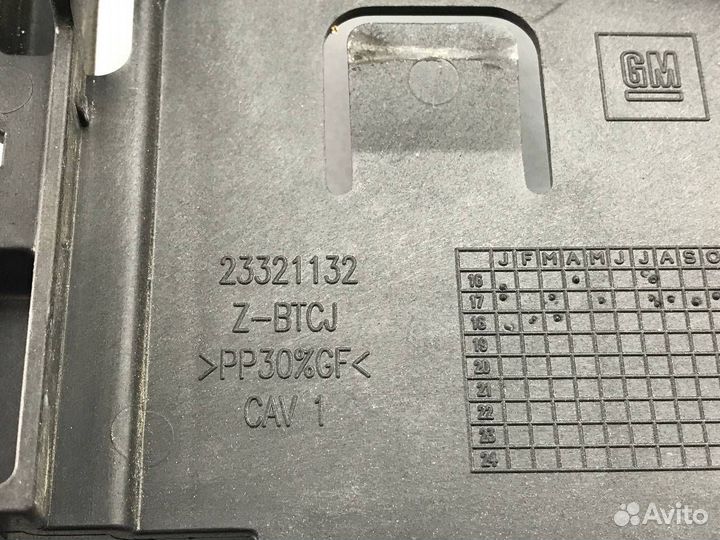 GM
23321132
Z-BTCJ
>PP30%GF<
CAV 1
J F M A M J J A S O
16
17
18
19
20
21
22
23
24
Avito